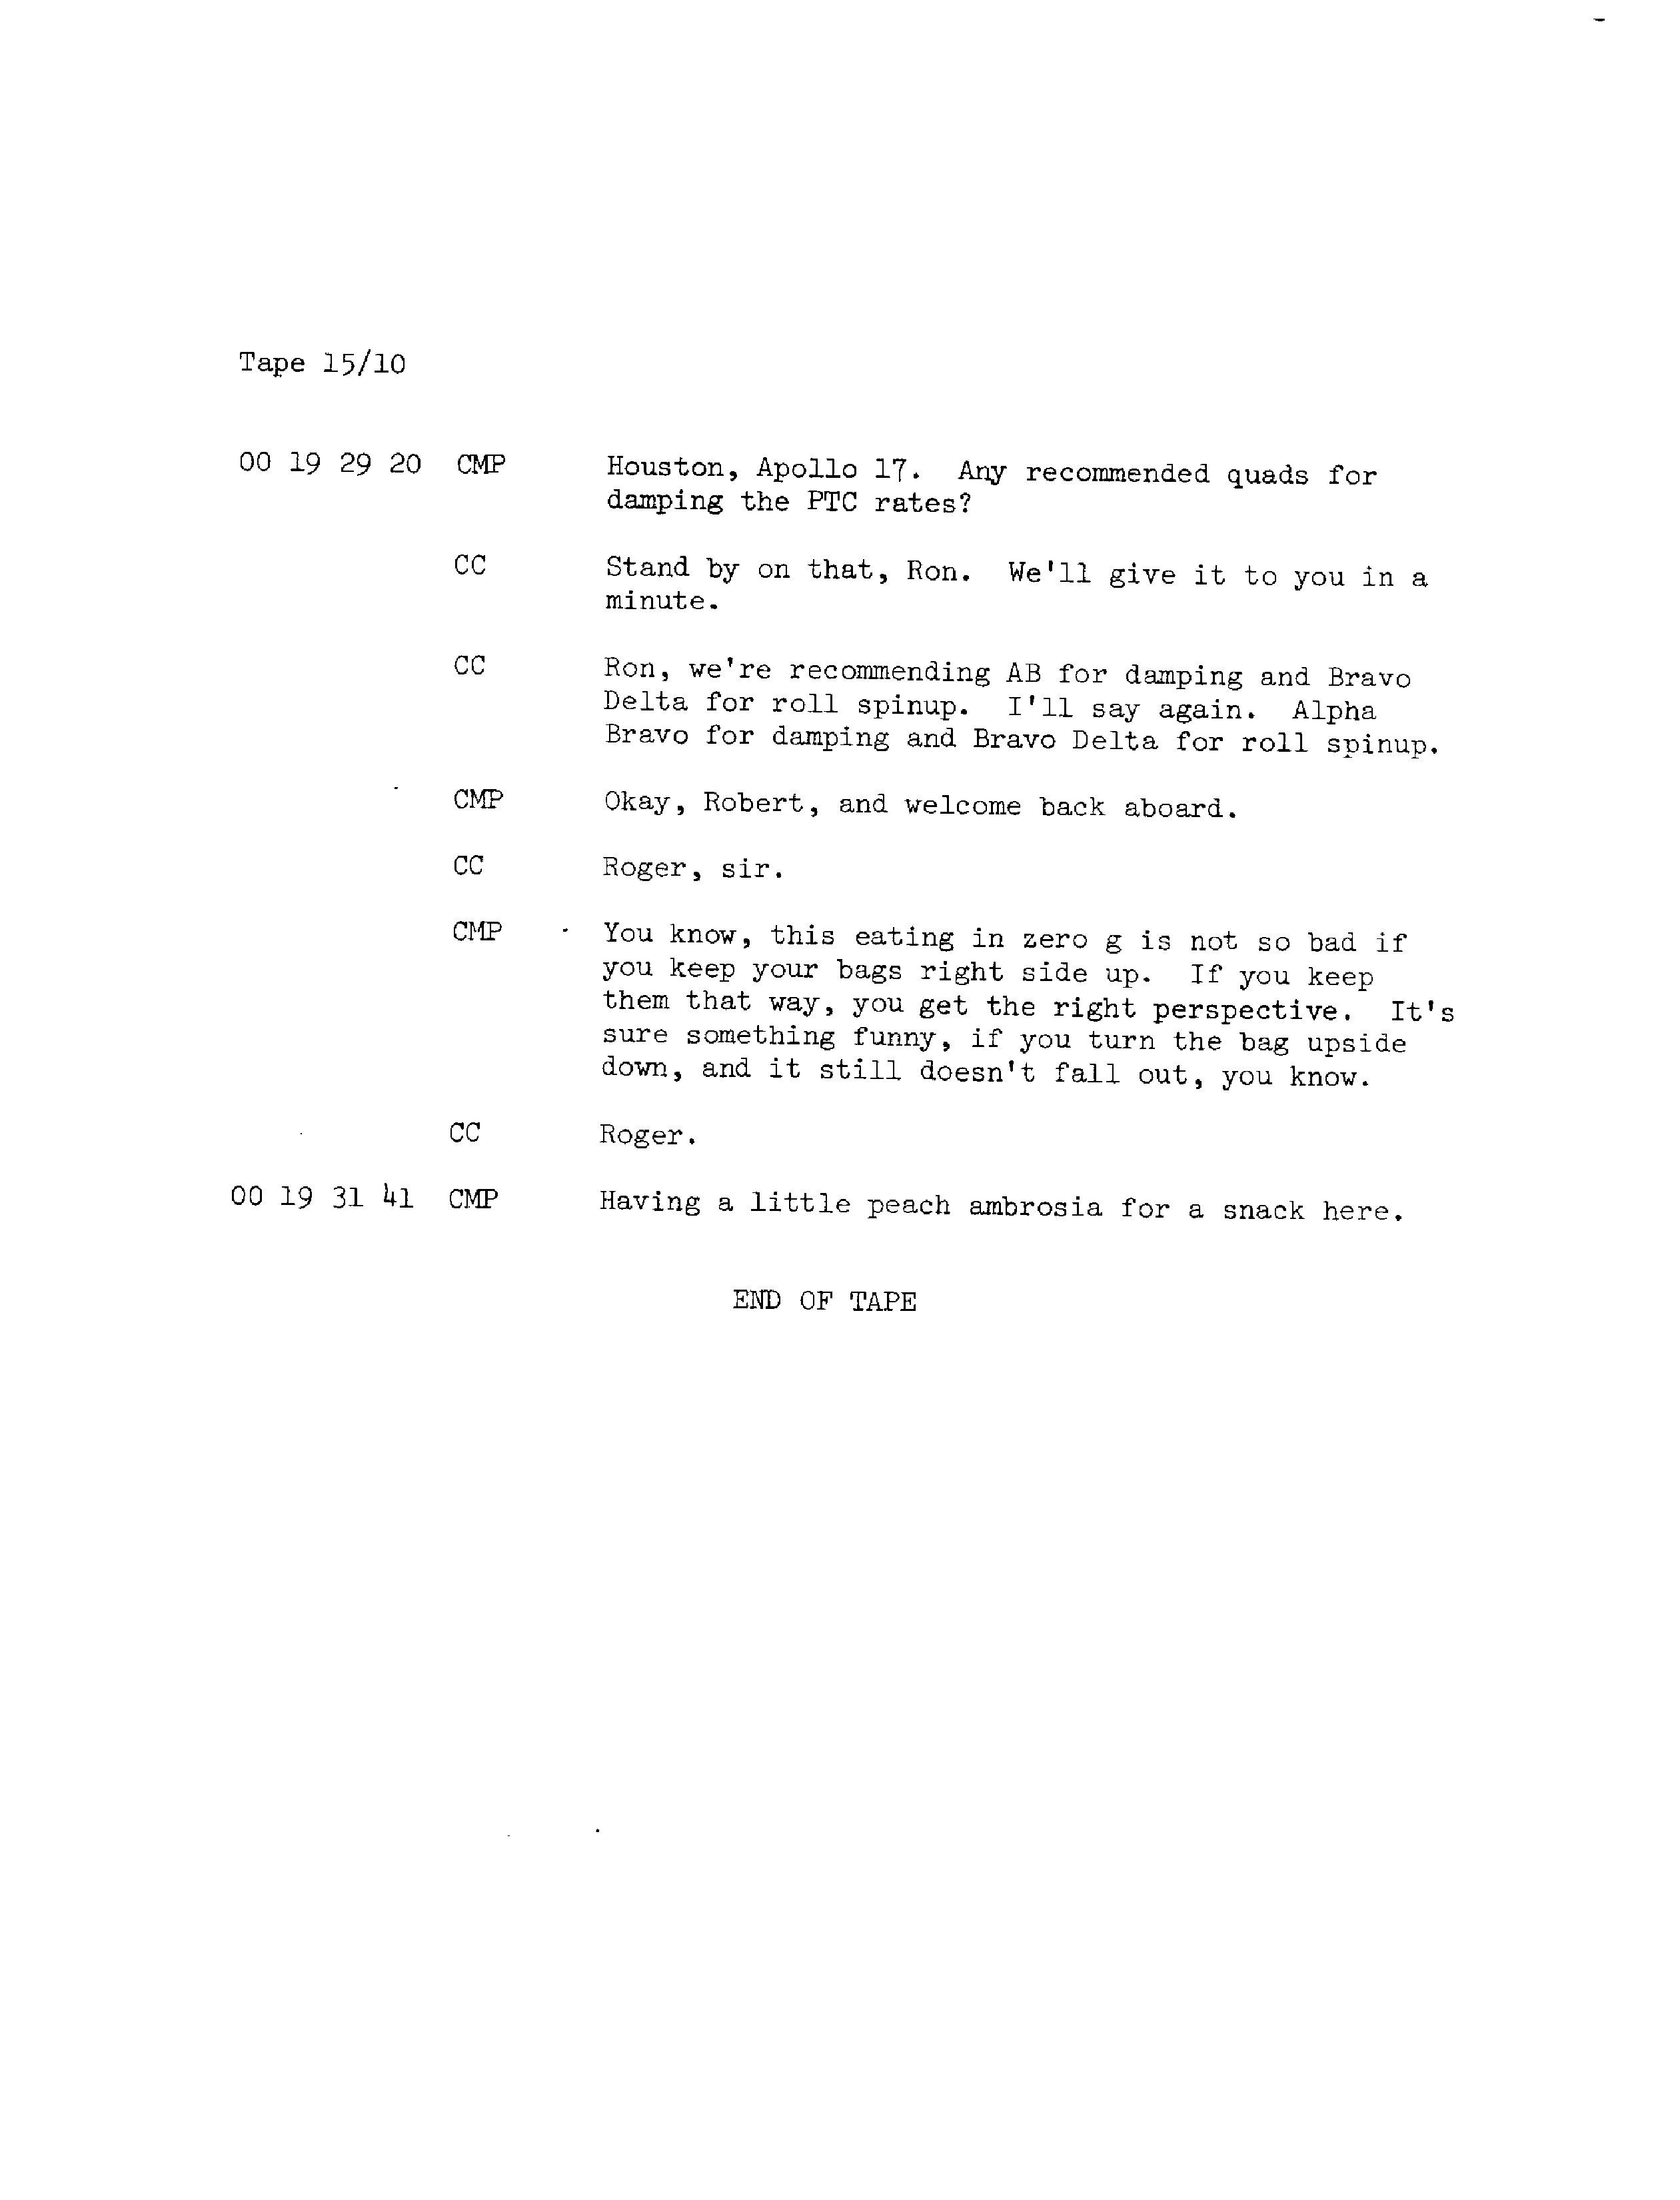 Tape 15/10
00 19 29 20 CMP Houston, Apollo 17. Any recommended quads for
damping the PTC rates?
CC Stand by on that, Ron. We'll give it to you in a
minute.
CC Ron, we're recommending AB for damping and Bravo
Delta for roll spinup. I'll say again. Alpha
Bravo for damping and Bravo Delta for roll spinup.
CMP Okay, Robert, and welcome back aboard.
CC Roger, sir.
CMP You know, this eating in zero g is not so bad if
you keep your bags right side up. If you keep
them that way, you get the right perspective. It's
sure something funny, if you turn the bag upside
down, and it still doesn't fall out, you know.
CC Roger.
00 19 31 41 CMP Having a little peach ambrosia for a snack here.
END OF TAPE